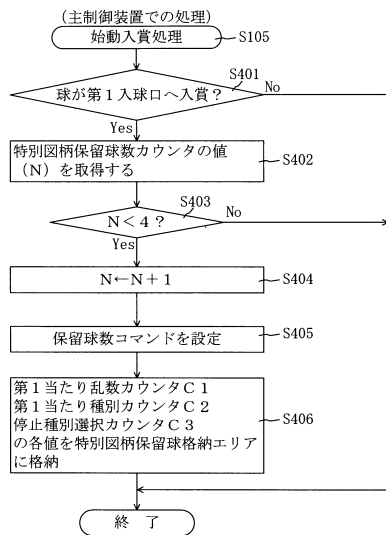 (主制御装置での処理)
始動入賞処理
S105
球が第1入球口へ入賞?
S401
No
Yes
特別図柄保留球数カウンタの値
(N)を取得する
S402
N<4?
S403
No
Yes
N←N+1
S404
保留球数コマンドを設定
S405
第1当たり乱数カウンタC1
第1当たり種別カウンタC2
停止種別選択カウンタC3
の各値を特別図柄保留球格納エリア
に格納
S406
終 了